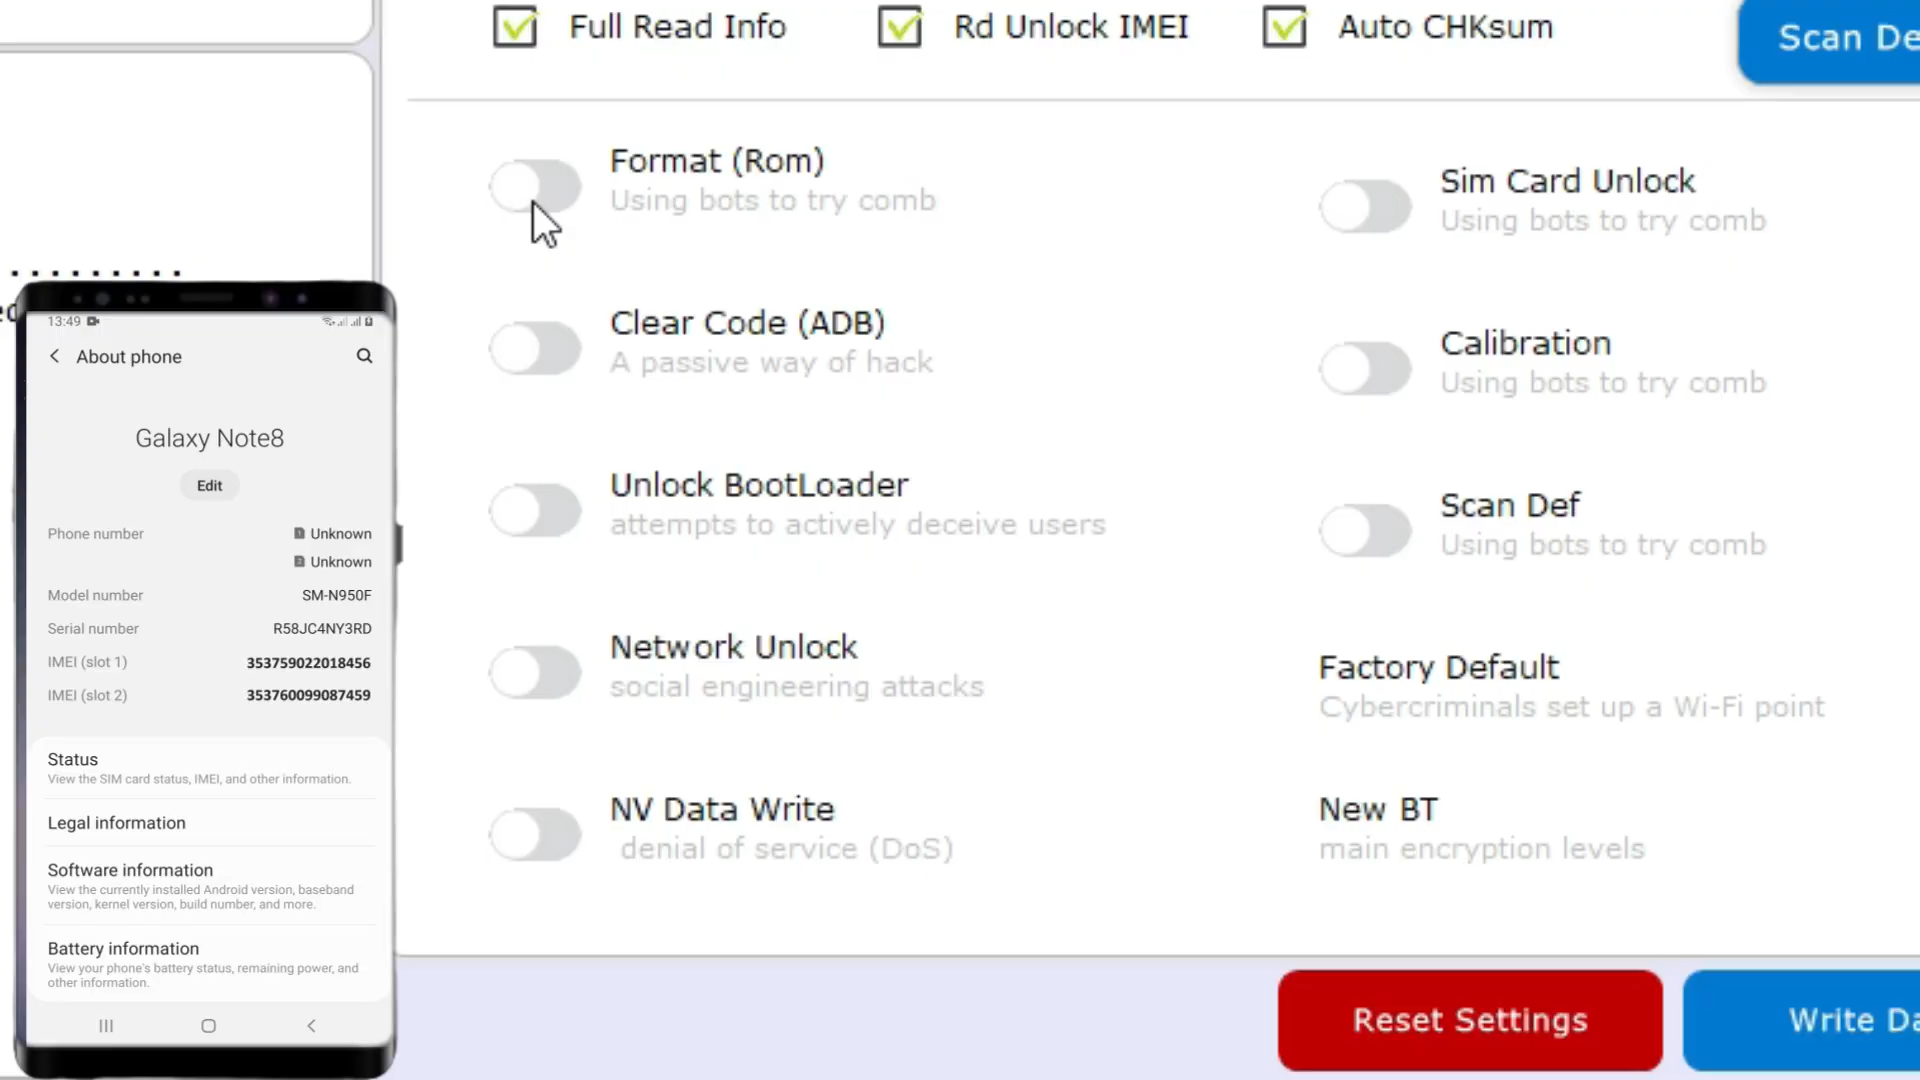 Full Read Info
Rd Unlock IMEI
Auto CHKsum
Scan De
Format (Rom)
Using bots to try comb
Sim Card Unlock
Using bots to try comb
Clear Code (ADB)
A passive way of hack
Calibration
Using bots to try comb
Unlock BootLoader
attempts to actively deceive users
Scan Def
Using bots to try comb
Network Unlock
social engineering attacks
Factory Default
Cybercriminals set up a Wi-Fi point
NV Data Write
denial of service (DoS)
New BT
main encryption levels
Reset Settings
Write Da
.........
13:49
About phone
Galaxy Note8
Edit
Phone number
Unknown
Unknown
Model number
SM-N950F
Serial number
R58JC4NY3RD
IMEI (slot 1)
353759022018456
IMEI (slot 2)
353760099087459
Status
View the SIM card status, IMEI, and other information.
Legal information
Software information
View the currently installed Android version, baseband
version, kernel version, build number, and more.
Battery information
View your phone's battery status, remaining power, and
other information.